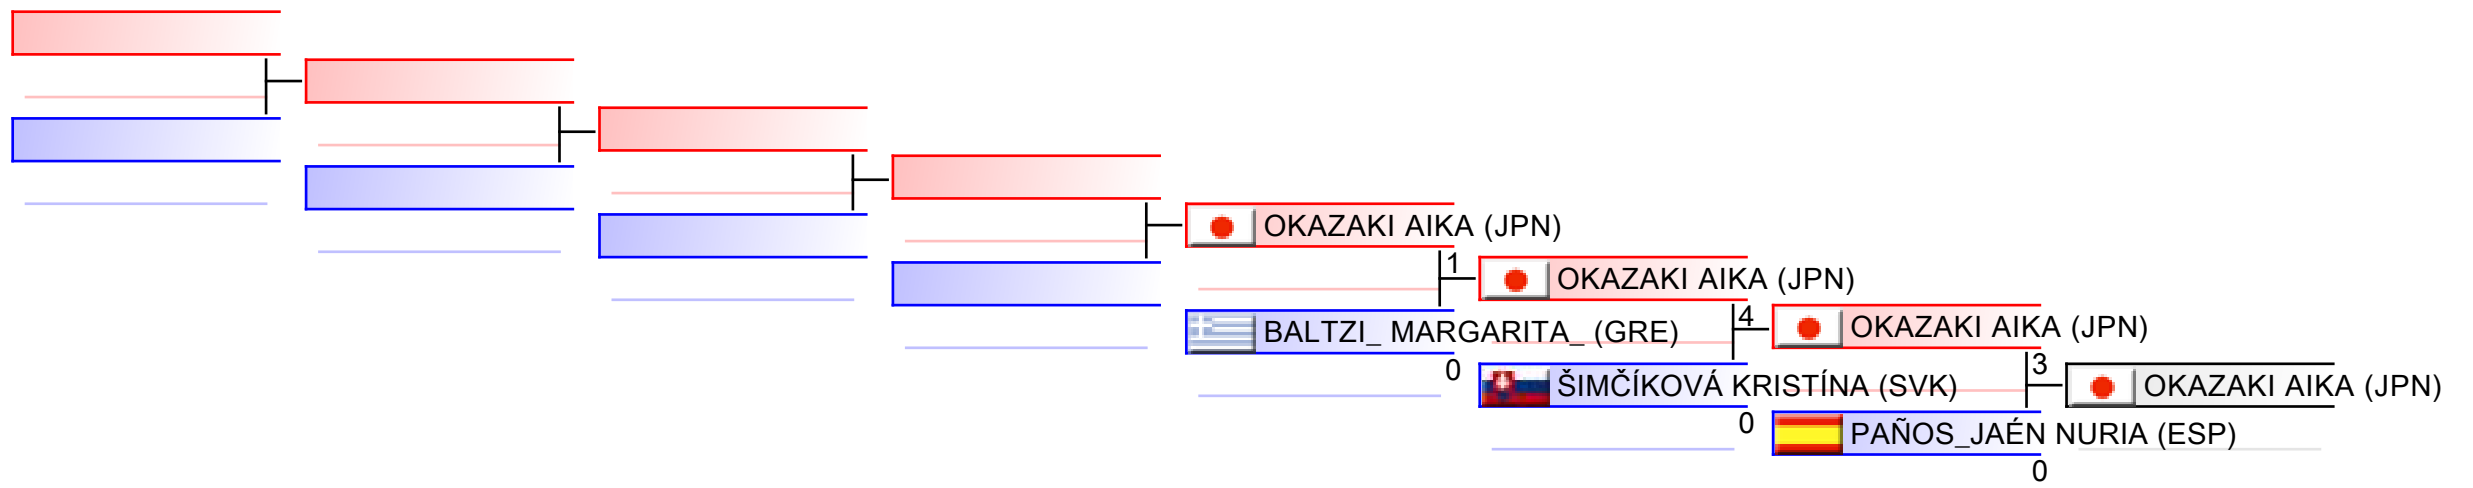 OKAZAKI AIKA (JPN)
1
OKAZAKI AIKA (JPN)
BALTZI_ MARGARITA_ (GRE)
0
4
OKAZAKI AIKA (JPN)
ŠIMČÍKOVÁ KRISTÍNA (SVK)
0
3
OKAZAKI AIKA (JPN)
PAÑOS_JAÉN NURIA (ESP)
0